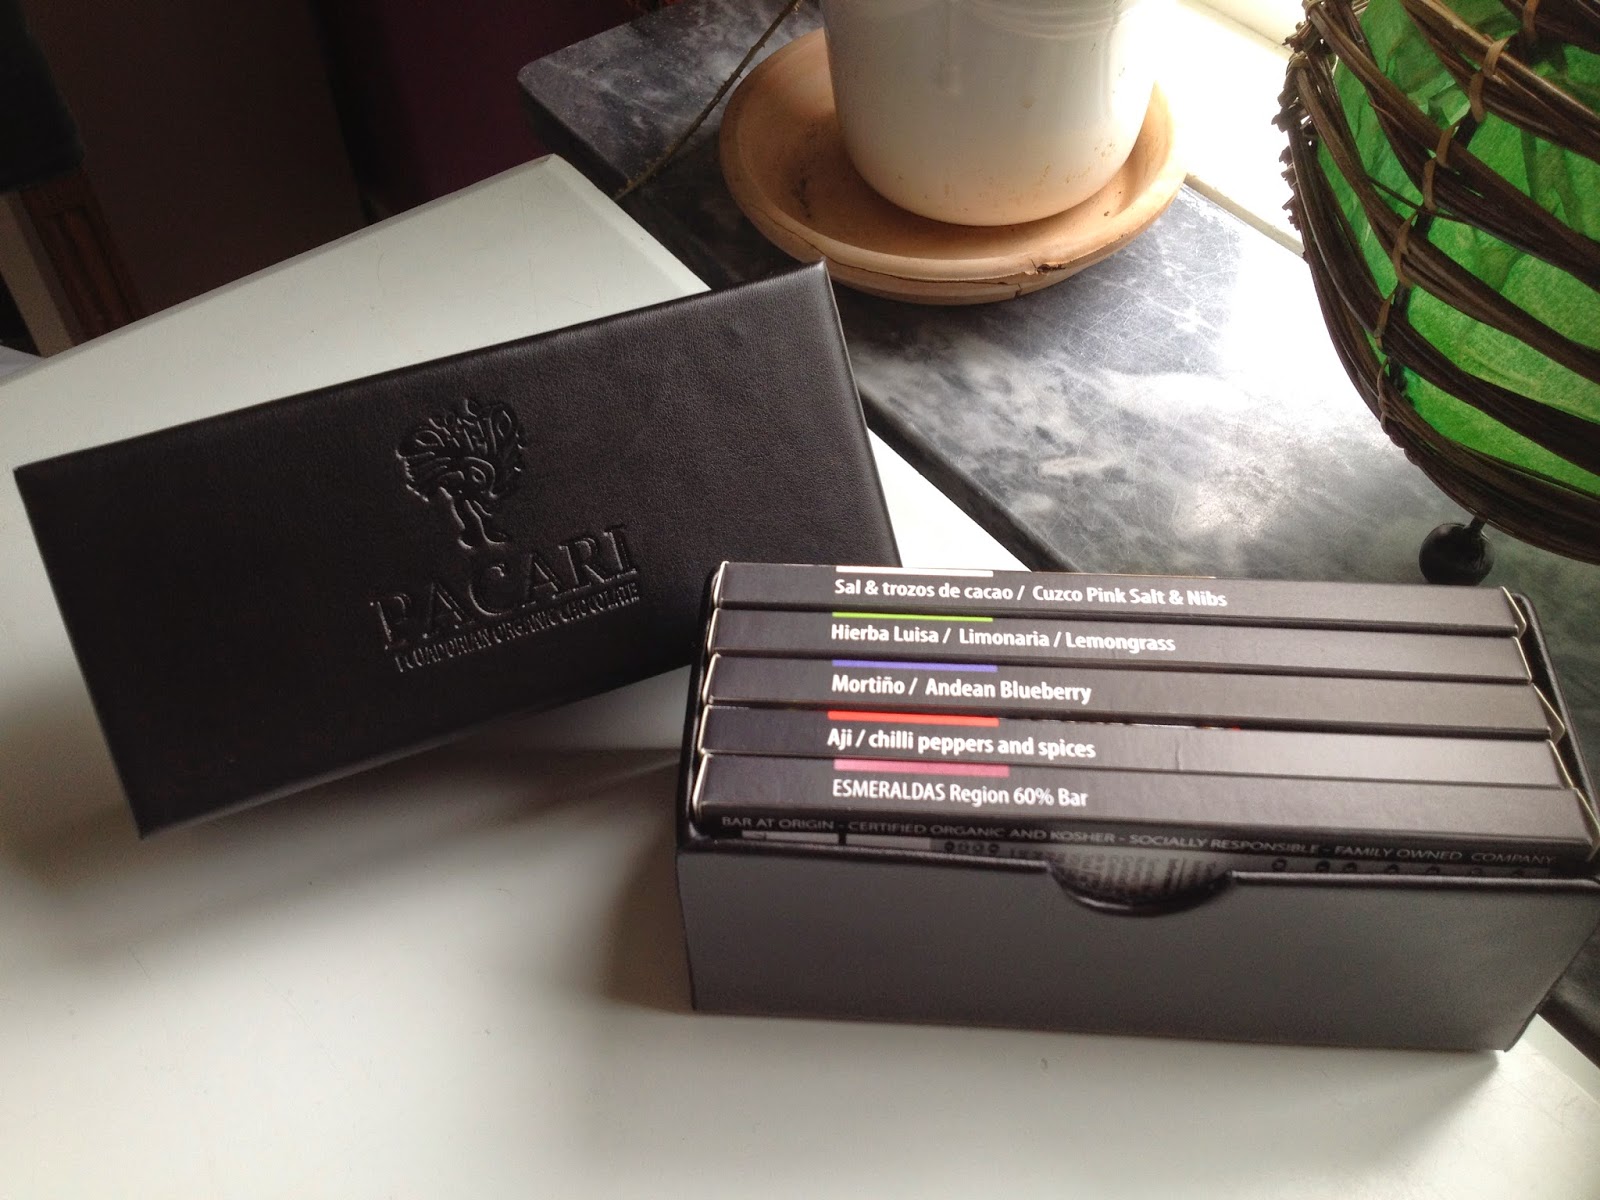 PACARI
ECUADORIAN ORGANIC CHOCOLATE
Sal & trozos de cacao / Cuzco Pink Salt & Nibs
Hierba Luisa / Limonaria / Lemongrass
Mortiño / Andean Blueberry
Aji / chilli peppers and spices
ESMERALDAS Region 60% Bar
BAR AT ORIGIN - CERTIFIED ORGANIC AND KOSHER - SOCIALLY RESPONSIBLE - FAMILY OWNED COMPANY